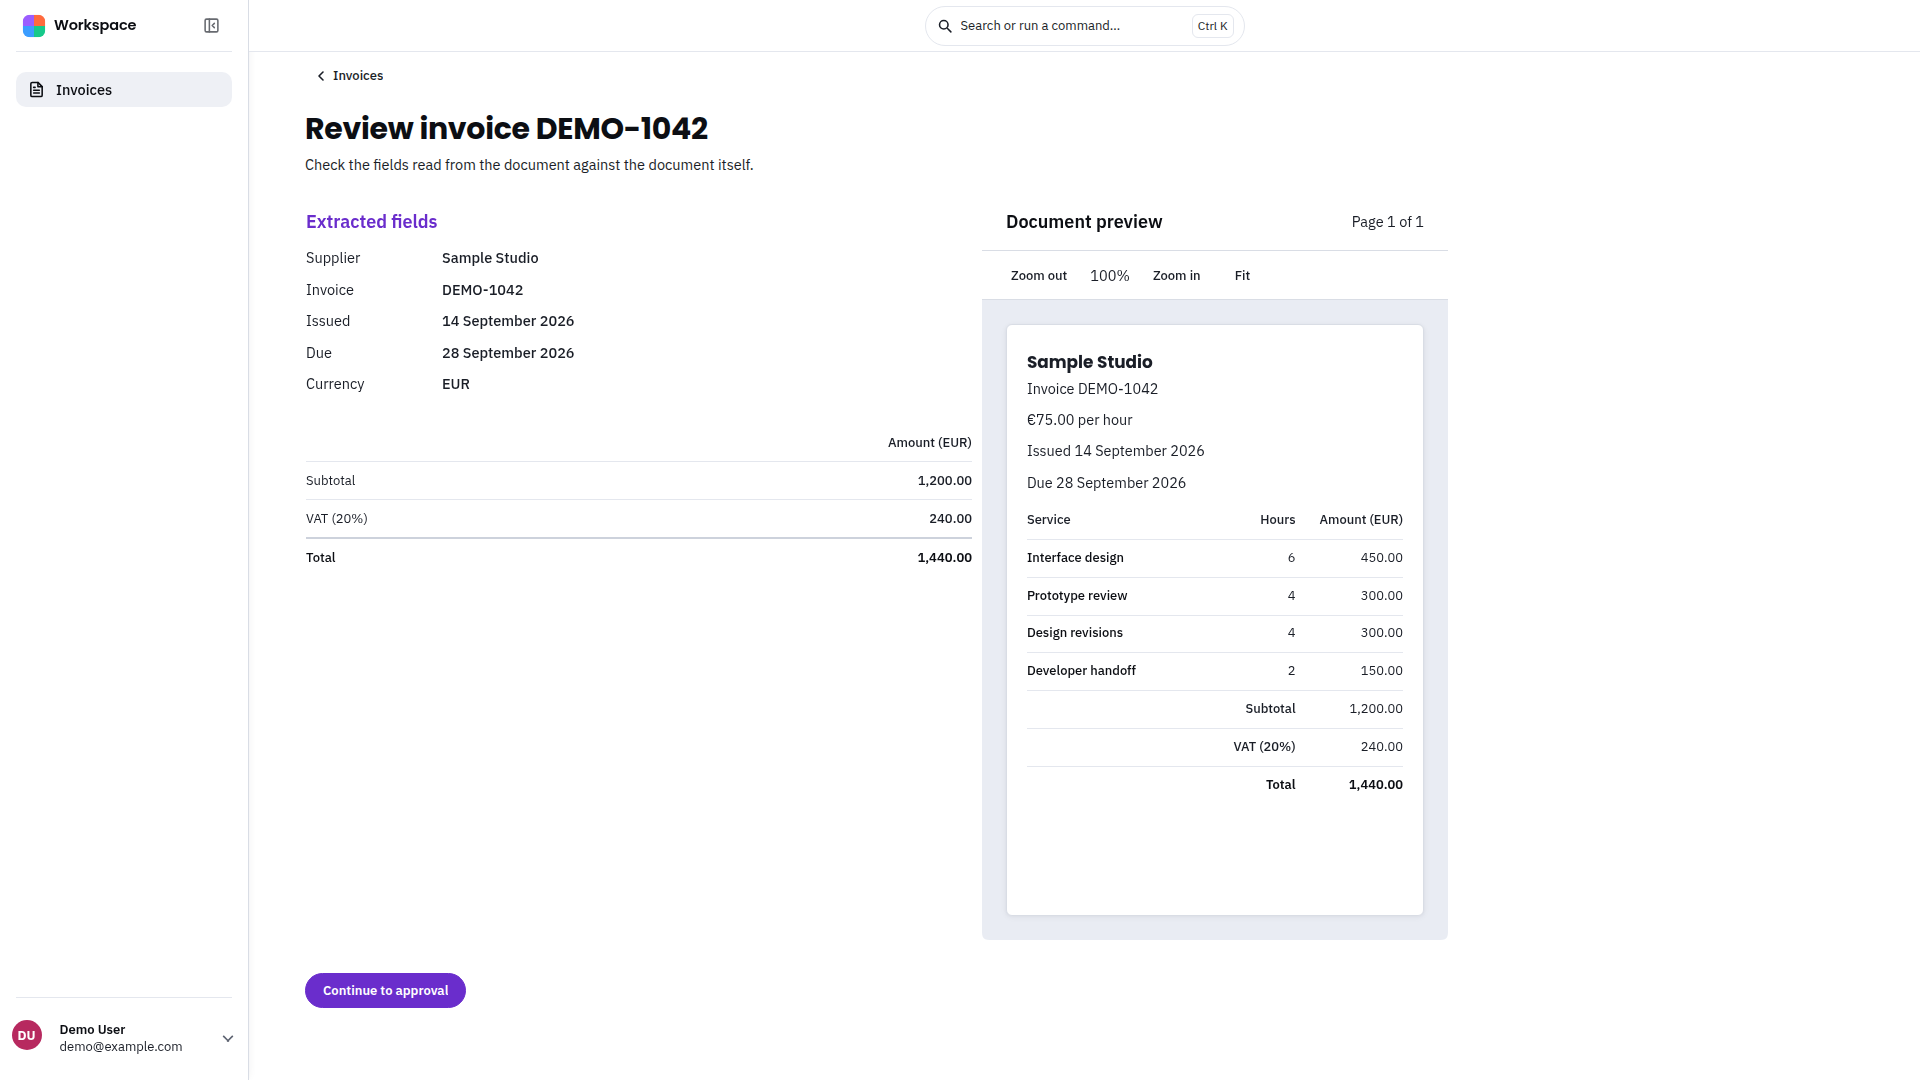 Workspace
Search or run a command...
Ctrl K
Invoices
Invoices
Review invoice DEMO-1042
Check the fields read from the document against the document itself.
Extracted fields
Supplier Sample Studio
Invoice DEMO-1042
Issued 14 September 2026
Due 28 September 2026
Currency EUR
Amount (EUR)
Subtotal 1,200.00
VAT (20%) 240.00
Total 1,440.00
Document preview Page 1 of 1
Zoom out 100% Zoom in Fit
Sample Studio
Invoice DEMO-1042
€75.00 per hour
Issued 14 September 2026
Due 28 September 2026
Service Hours Amount (EUR)
Interface design 6 450.00
Prototype review 4 300.00
Design revisions 4 300.00
Developer handoff 2 150.00
Subtotal 1,200.00
VAT (20%) 240.00
Total 1,440.00
Continue to approval
DU
Demo User
demo@example.com